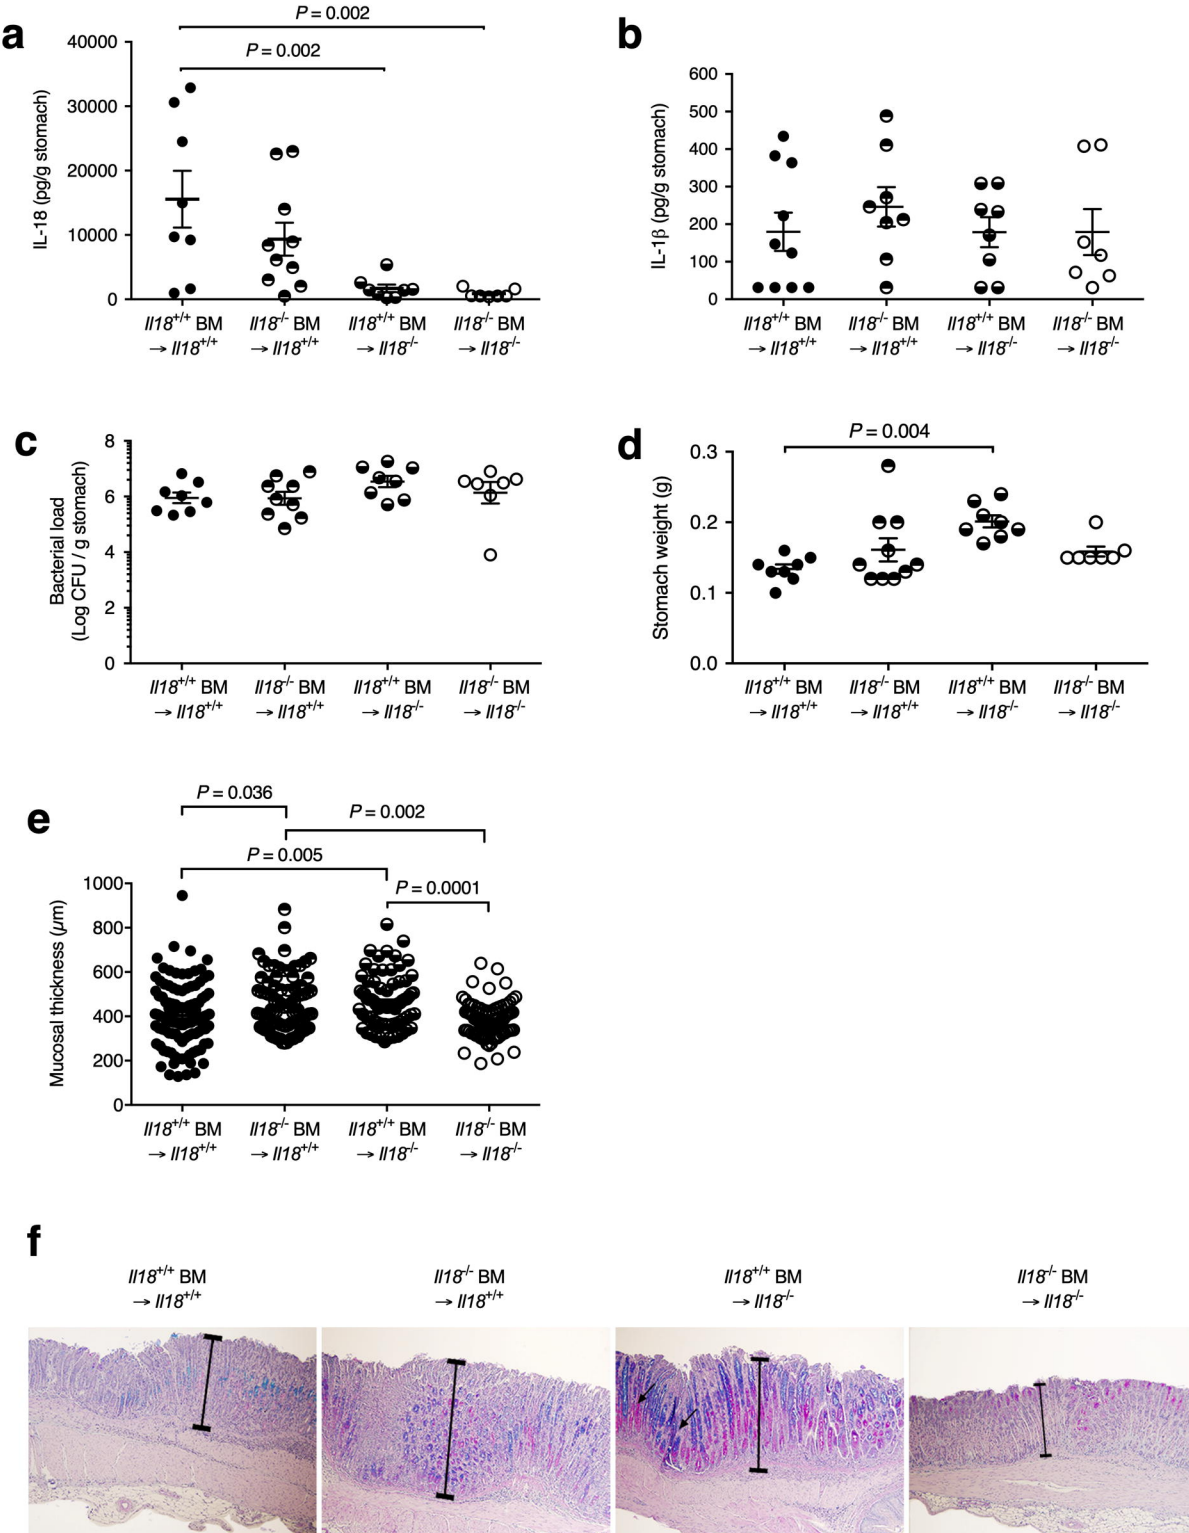 a
P = 0.002
P = 0.002
IL-18 (pg/g stomach)
40000
30000
20000
10000
0
Il18+/+ BM
→ Il18+/+
Il18-/- BM
→ Il18+/+
Il18+/+ BM
→ Il18-/-
Il18-/- BM
→ Il18-/-
b
IL-1β (pg/g stomach)
600
500
400
300
200
100
0
Il18+/+ BM
→ Il18+/+
Il18-/- BM
→ Il18+/+
Il18+/+ BM
→ Il18-/-
Il18-/- BM
→ Il18-/-
c
Bacterial load
(Log CFU / g stomach)
8
6
4
2
0
Il18+/+ BM
→ Il18+/+
Il18-/- BM
→ Il18+/+
Il18+/+ BM
→ Il18-/-
Il18-/- BM
→ Il18-/-
d
P = 0.004
Stomach weight (g)
0.3
0.2
0.1
0.0
Il18+/+ BM
→ Il18+/+
Il18-/- BM
→ Il18+/+
Il18+/+ BM
→ Il18-/-
Il18-/- BM
→ Il18-/-
e
P = 0.036
P = 0.002
P = 0.005
P = 0.0001
Mucosal thickness (µm)
1000
800
600
400
200
0
Il18+/+ BM
→ Il18+/+
Il18-/- BM
→ Il18+/+
Il18+/+ BM
→ Il18-/-
Il18-/- BM
→ Il18-/-
f
Il18+/+ BM
→ Il18+/+
Il18-/- BM
→ Il18+/+
Il18+/+ BM
→ Il18-/-
Il18-/- BM
→ Il18-/-